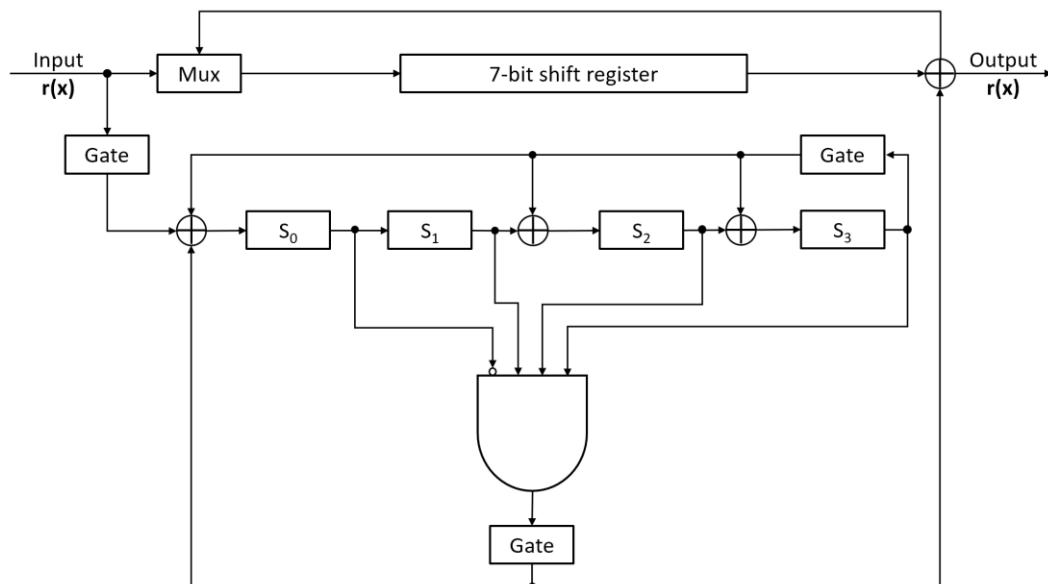 Input
r(x)
Mux
7-bit shift register
Output
r(x)
Gate
Gate
S0
S1
S2
S3
Gate